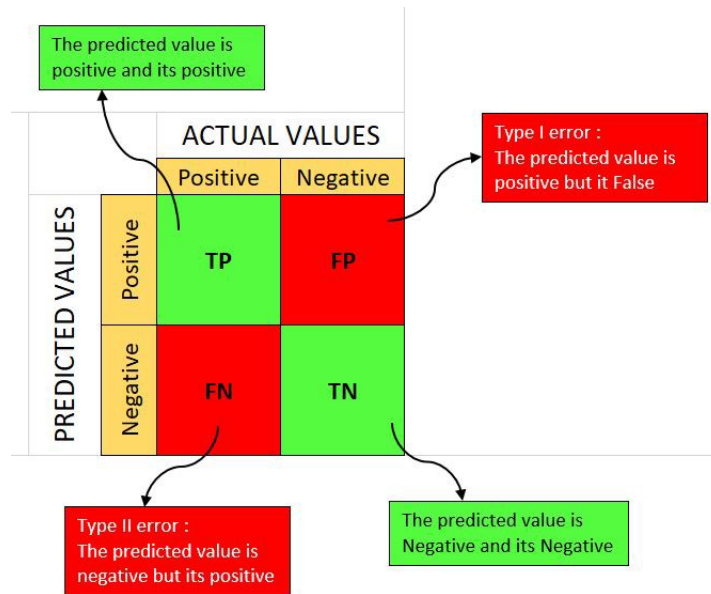 The predicted value is
positive and its positive
ACTUAL VALUES
Type I error :
The predicted value is
positive but it False
Positive
Negative
PREDICTED VALUES
Positive
TP
FP
Negative
FN
TN
Type II error :
The predicted value is
negative but its positive
The predicted value is
Negative and its Negative